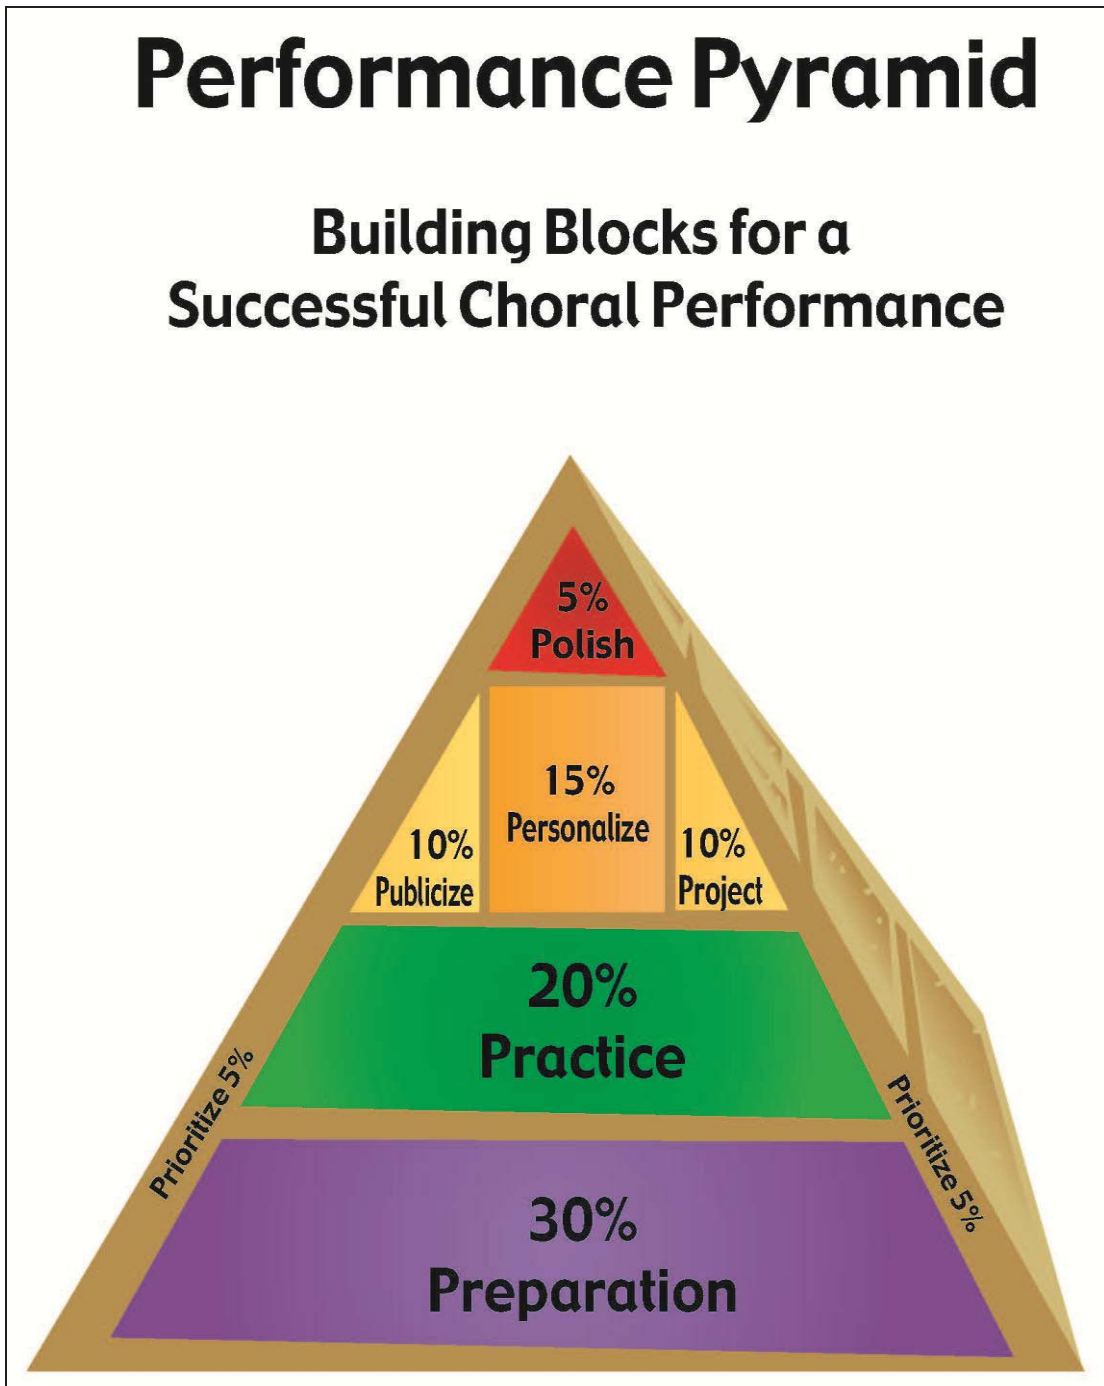 Performance Pyramid
Building Blocks for a
Successful Choral Performance
5%
Polish
15%
Personalize
10%
Publicize
10%
Project
20%
Practice
Prioritize 5%
Prioritize 5%
30%
Preparation